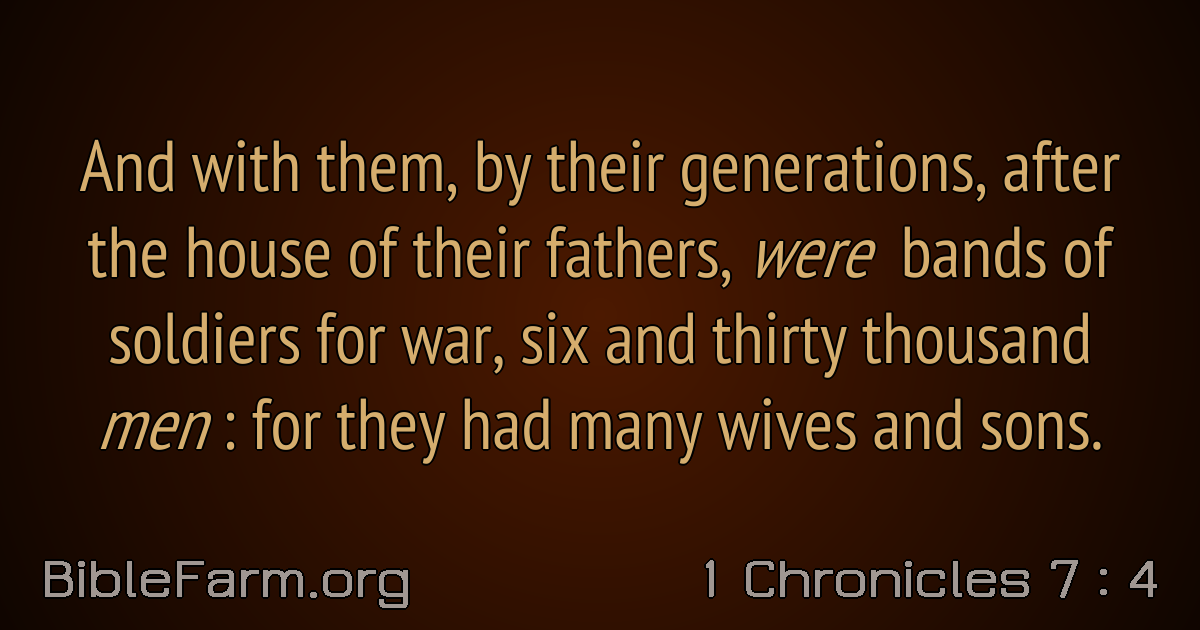 And with them, by their generations, after
the house of their fathers, were bands of
soldiers for war, six and thirty thousand
men : for they had many wives and sons.
BibleFarm.org
1 Chronicles 7 : 4